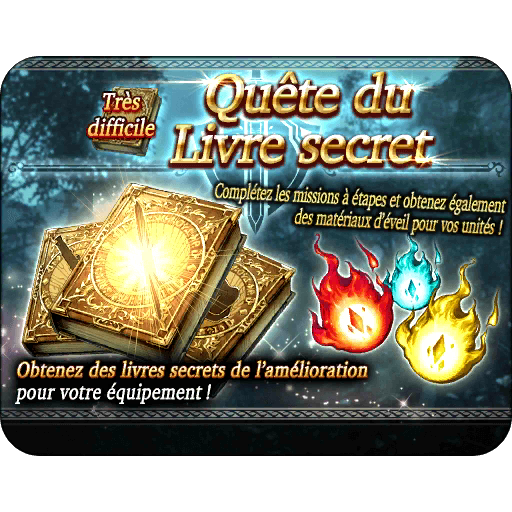 Très
difficile
Quête du
Livre secret
Complétez les missions à étapes et obtenez également
des matériaux d'éveil pour vos unités !
Obtenez des livres secrets de l'amélioration
pour votre équipement !